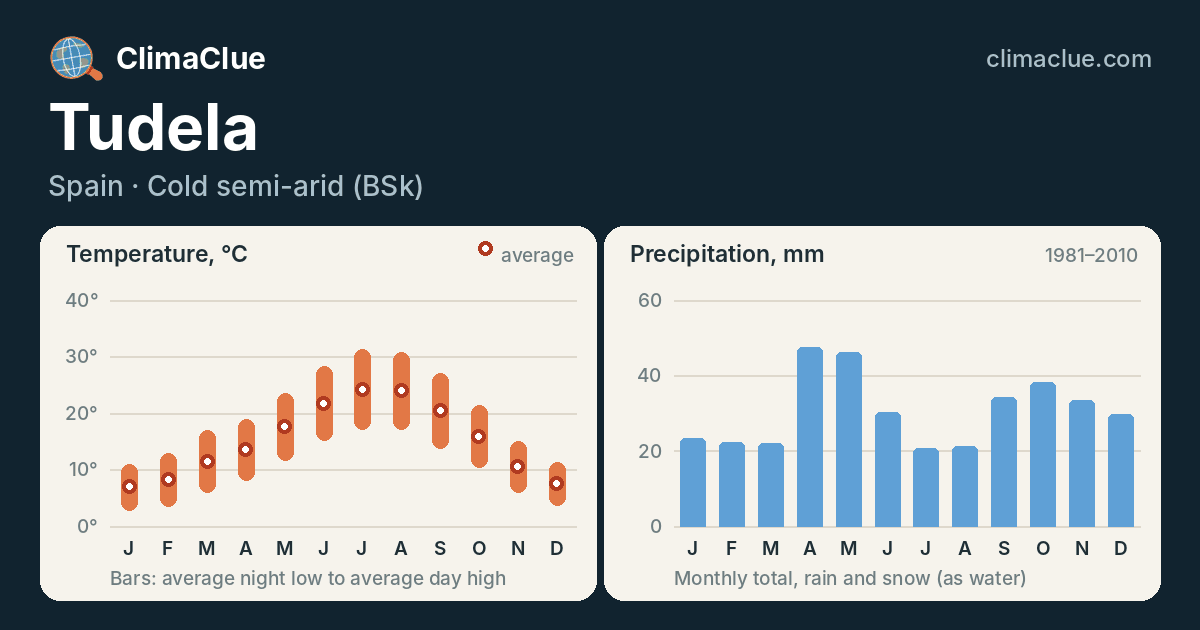 ClimaClue
climaclue.com
Tudela
Spain · Cold semi-arid (BSk)
Temperature, °C
average
40°
30°
20°
10°
0°
J F M A M J J A S O N D
Bars: average night low to average day high
Precipitation, mm
1981–2010
60
40
20
0
J F M A M J J A S O N D
Monthly total, rain and snow (as water)